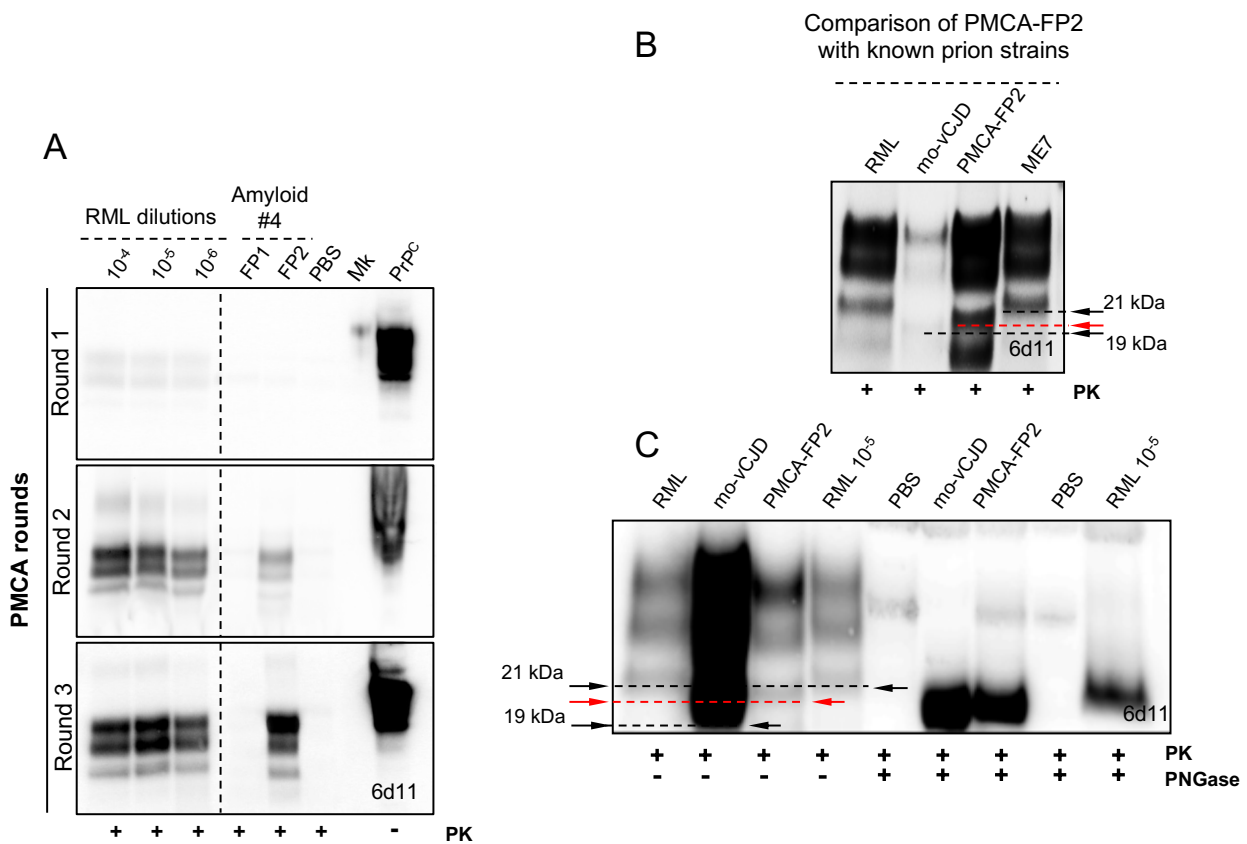 A
RML dilutions
Amyloid
#4
10-4
10-5
10-6
FP1
FP2
PBS
Mk
PrPC
PMCA rounds
Round 1
Round 2
Round 3
6d11
+ + + + + + - PK
B
Comparison of PMCA-FP2
with known prion strains
RML
mo-vCJD
PMCA-FP2
ME7
21 kDa
19 kDa
6d11
+ + + + PK
C
RML
mo-vCJD
PMCA-FP2
RML 10-5
PBS
mo-vCJD
PMCA-FP2
PBS
RML 10-5
21 kDa
19 kDa
6d11
+ + + + + + + + + PK
- - - - + + + + + PNGase